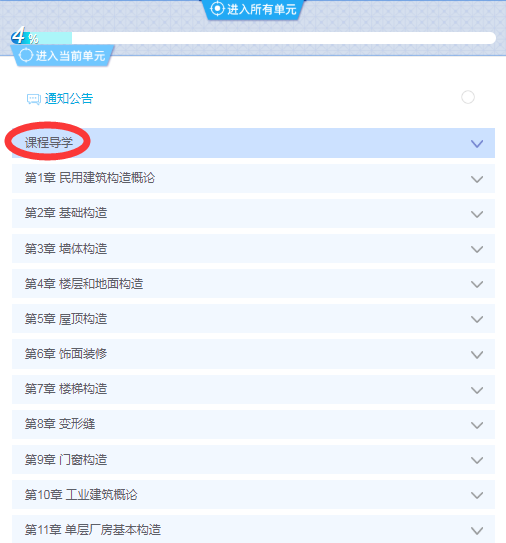 进入所有单元
4%
进入当前单元
通知公告
课程导学
第1章 民用建筑构造概论
第2章 基础构造
第3章 墙体构造
第4章 楼层和地面构造
第5章 屋顶构造
第6章 饰面装修
第7章 楼梯构造
第8章 变形缝
第9章 门窗构造
第10章 工业建筑概论
第11章 单层厂房基本构造